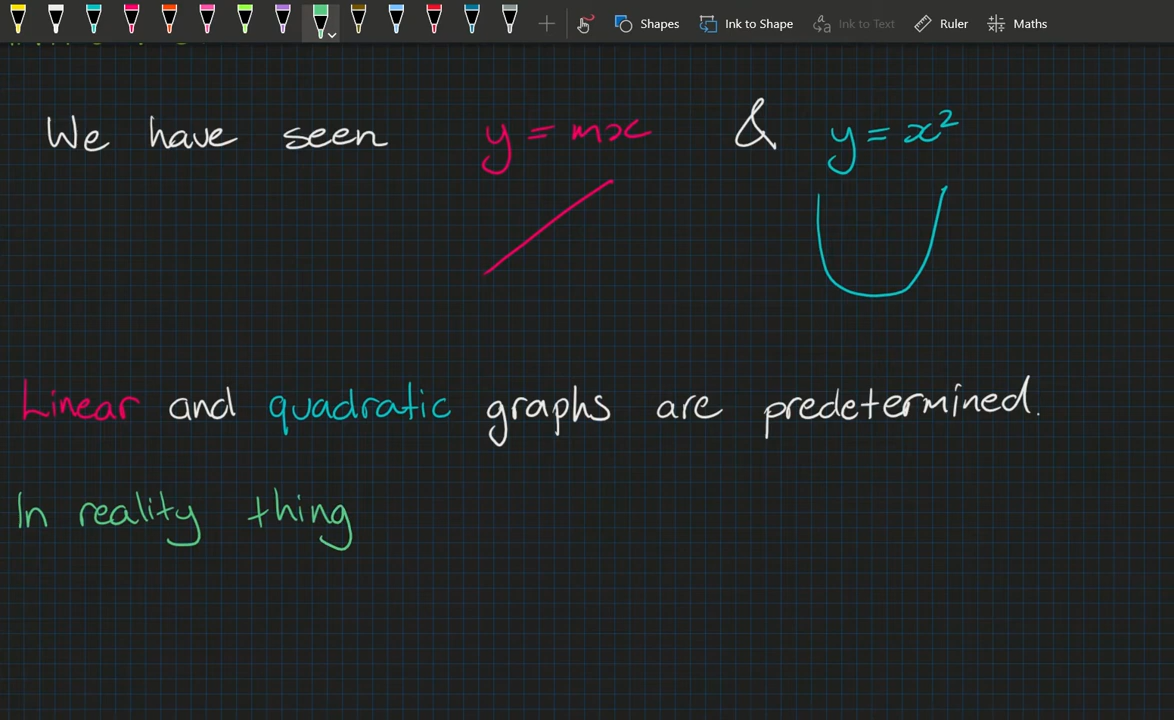 Shapes Ink to Shape Ink to Text Ruler Maths
We have seen y = mx & y = x²
Linear and quadratic graphs are predetermined.
In reality thing